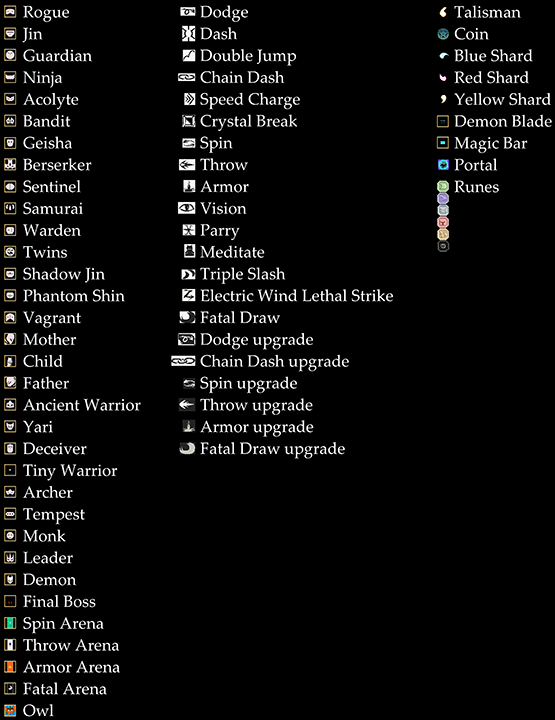 Rogue
Jin
Guardian
Ninja
Acolyte
Bandit
Geisha
Berserker
Sentinel
Samurai
Warden
Twins
Shadow Jin
Phantom Shin
Vagrant
Mother
Child
Father
Ancient Warrior
Yari
Deceiver
Tiny Warrior
Archer
Tempest
Monk
Leader
Demon
Final Boss
Spin Arena
Throw Arena
Armor Arena
Fatal Arena
Owl
Dodge
Dash
Double Jump
Chain Dash
Speed Charge
Crystal Break
Spin
Throw
Armor
Vision
Parry
Meditate
Triple Slash
Electric Wind Lethal Strike
Fatal Draw
Dodge upgrade
Chain Dash upgrade
Spin upgrade
Throw upgrade
Armor upgrade
Fatal Draw upgrade
Talisman
Coin
Blue Shard
Red Shard
Yellow Shard
Demon Blade
Magic Bar
Portal
Runes